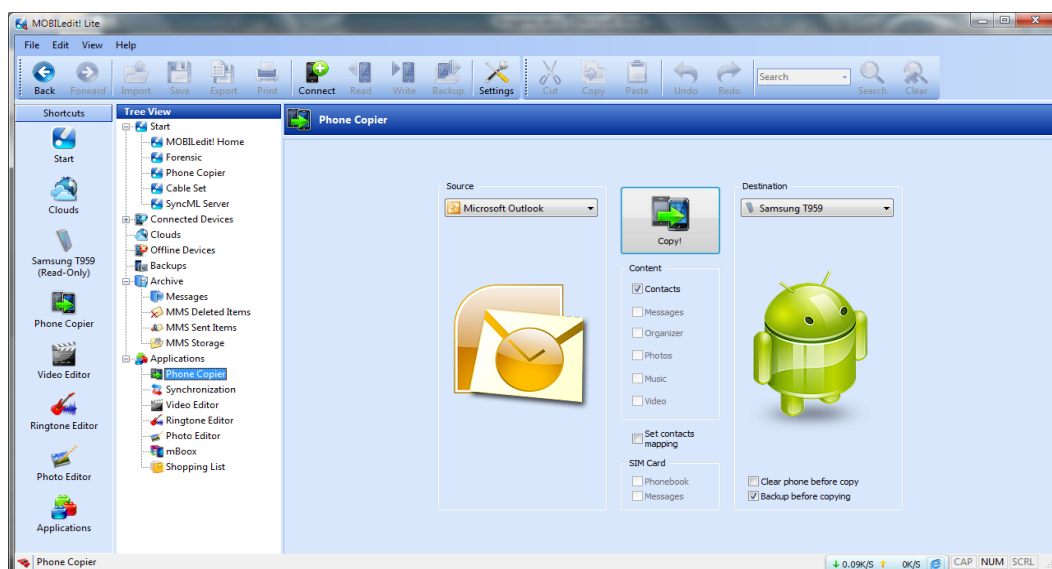 MOBILedit! Lite
File Edit View Help
Back Forward Import Save Export Print Connect Read Write Backup Settings Cut Copy Paste Undo Redo Search Search Clear
Shortcuts
Start
Clouds
Samsung T959
(Read-Only)
Phone Copier
Video Editor
Ringtone Editor
Photo Editor
Applications
Tree View
Start
MOBILedit! Home
Forensic
Phone Copier
Cable Set
SyncML Server
Connected Devices
Clouds
Offline Devices
Backups
Archive
Messages
MMS Deleted Items
MMS Sent Items
MMS Storage
Applications
Phone Copier
Synchronization
Video Editor
Ringtone Editor
Photo Editor
mBoox
Shopping List
Phone Copier
Source
Microsoft Outlook
Copy!
Content
Contacts
Messages
Organizer
Photos
Music
Video
Set contacts
mapping
SIM Card
Phonebook
Messages
Destination
Samsung T959
Clear phone before copy
Backup before copying
Phone Copier
0.09K/S 0K/S CAP NUM SCRL